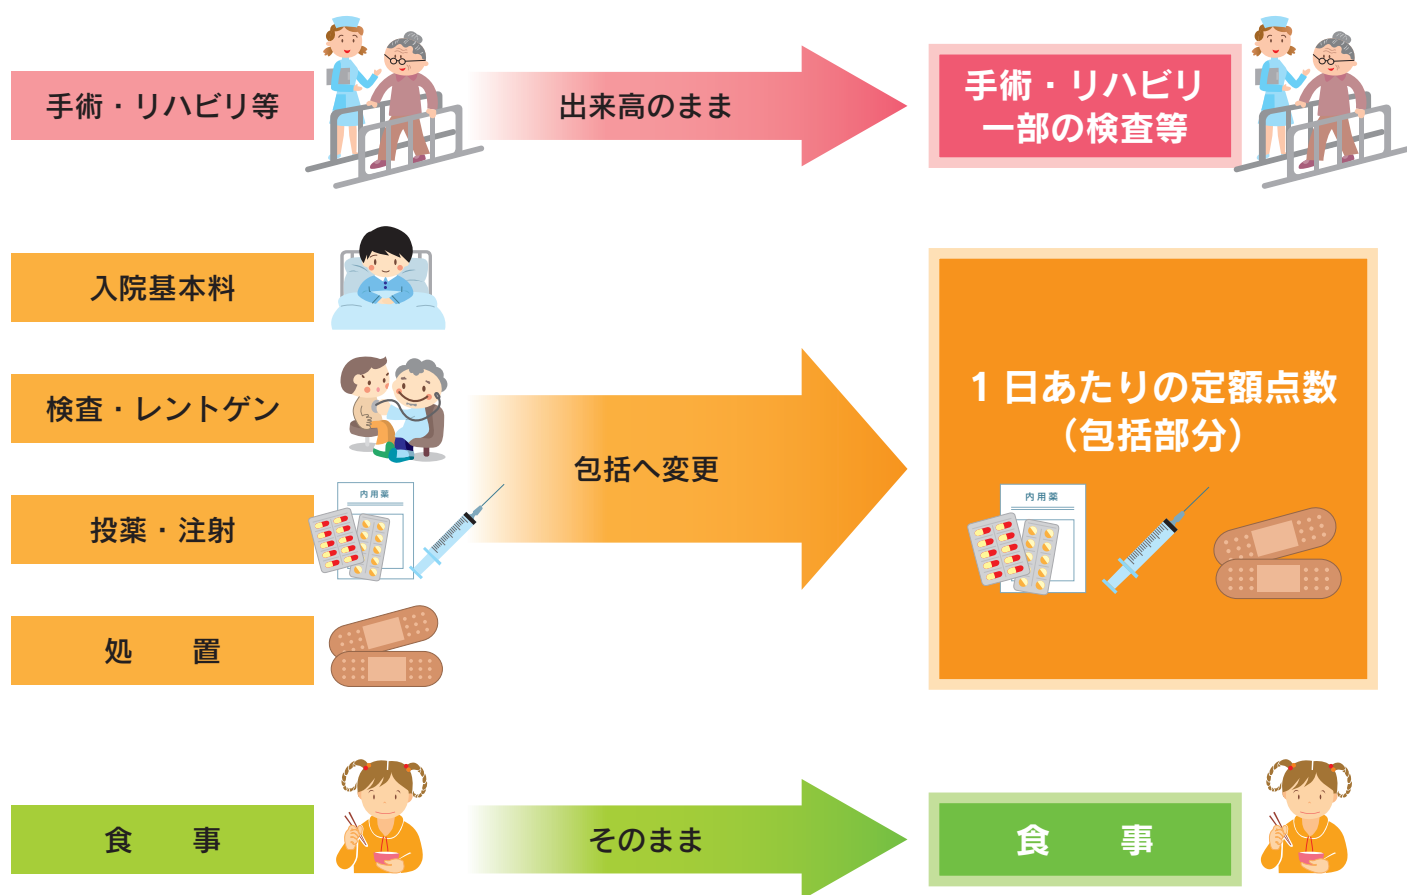 手術・リハビリ等
出来高のまま
手術・リハビリ
一部の検査等
入院基本料
検査・レントゲン
投薬・注射
処　置
内用薬
包括へ変更
1 日あたりの定額点数
（包括部分）
内用薬
食　事
そのまま
食　事